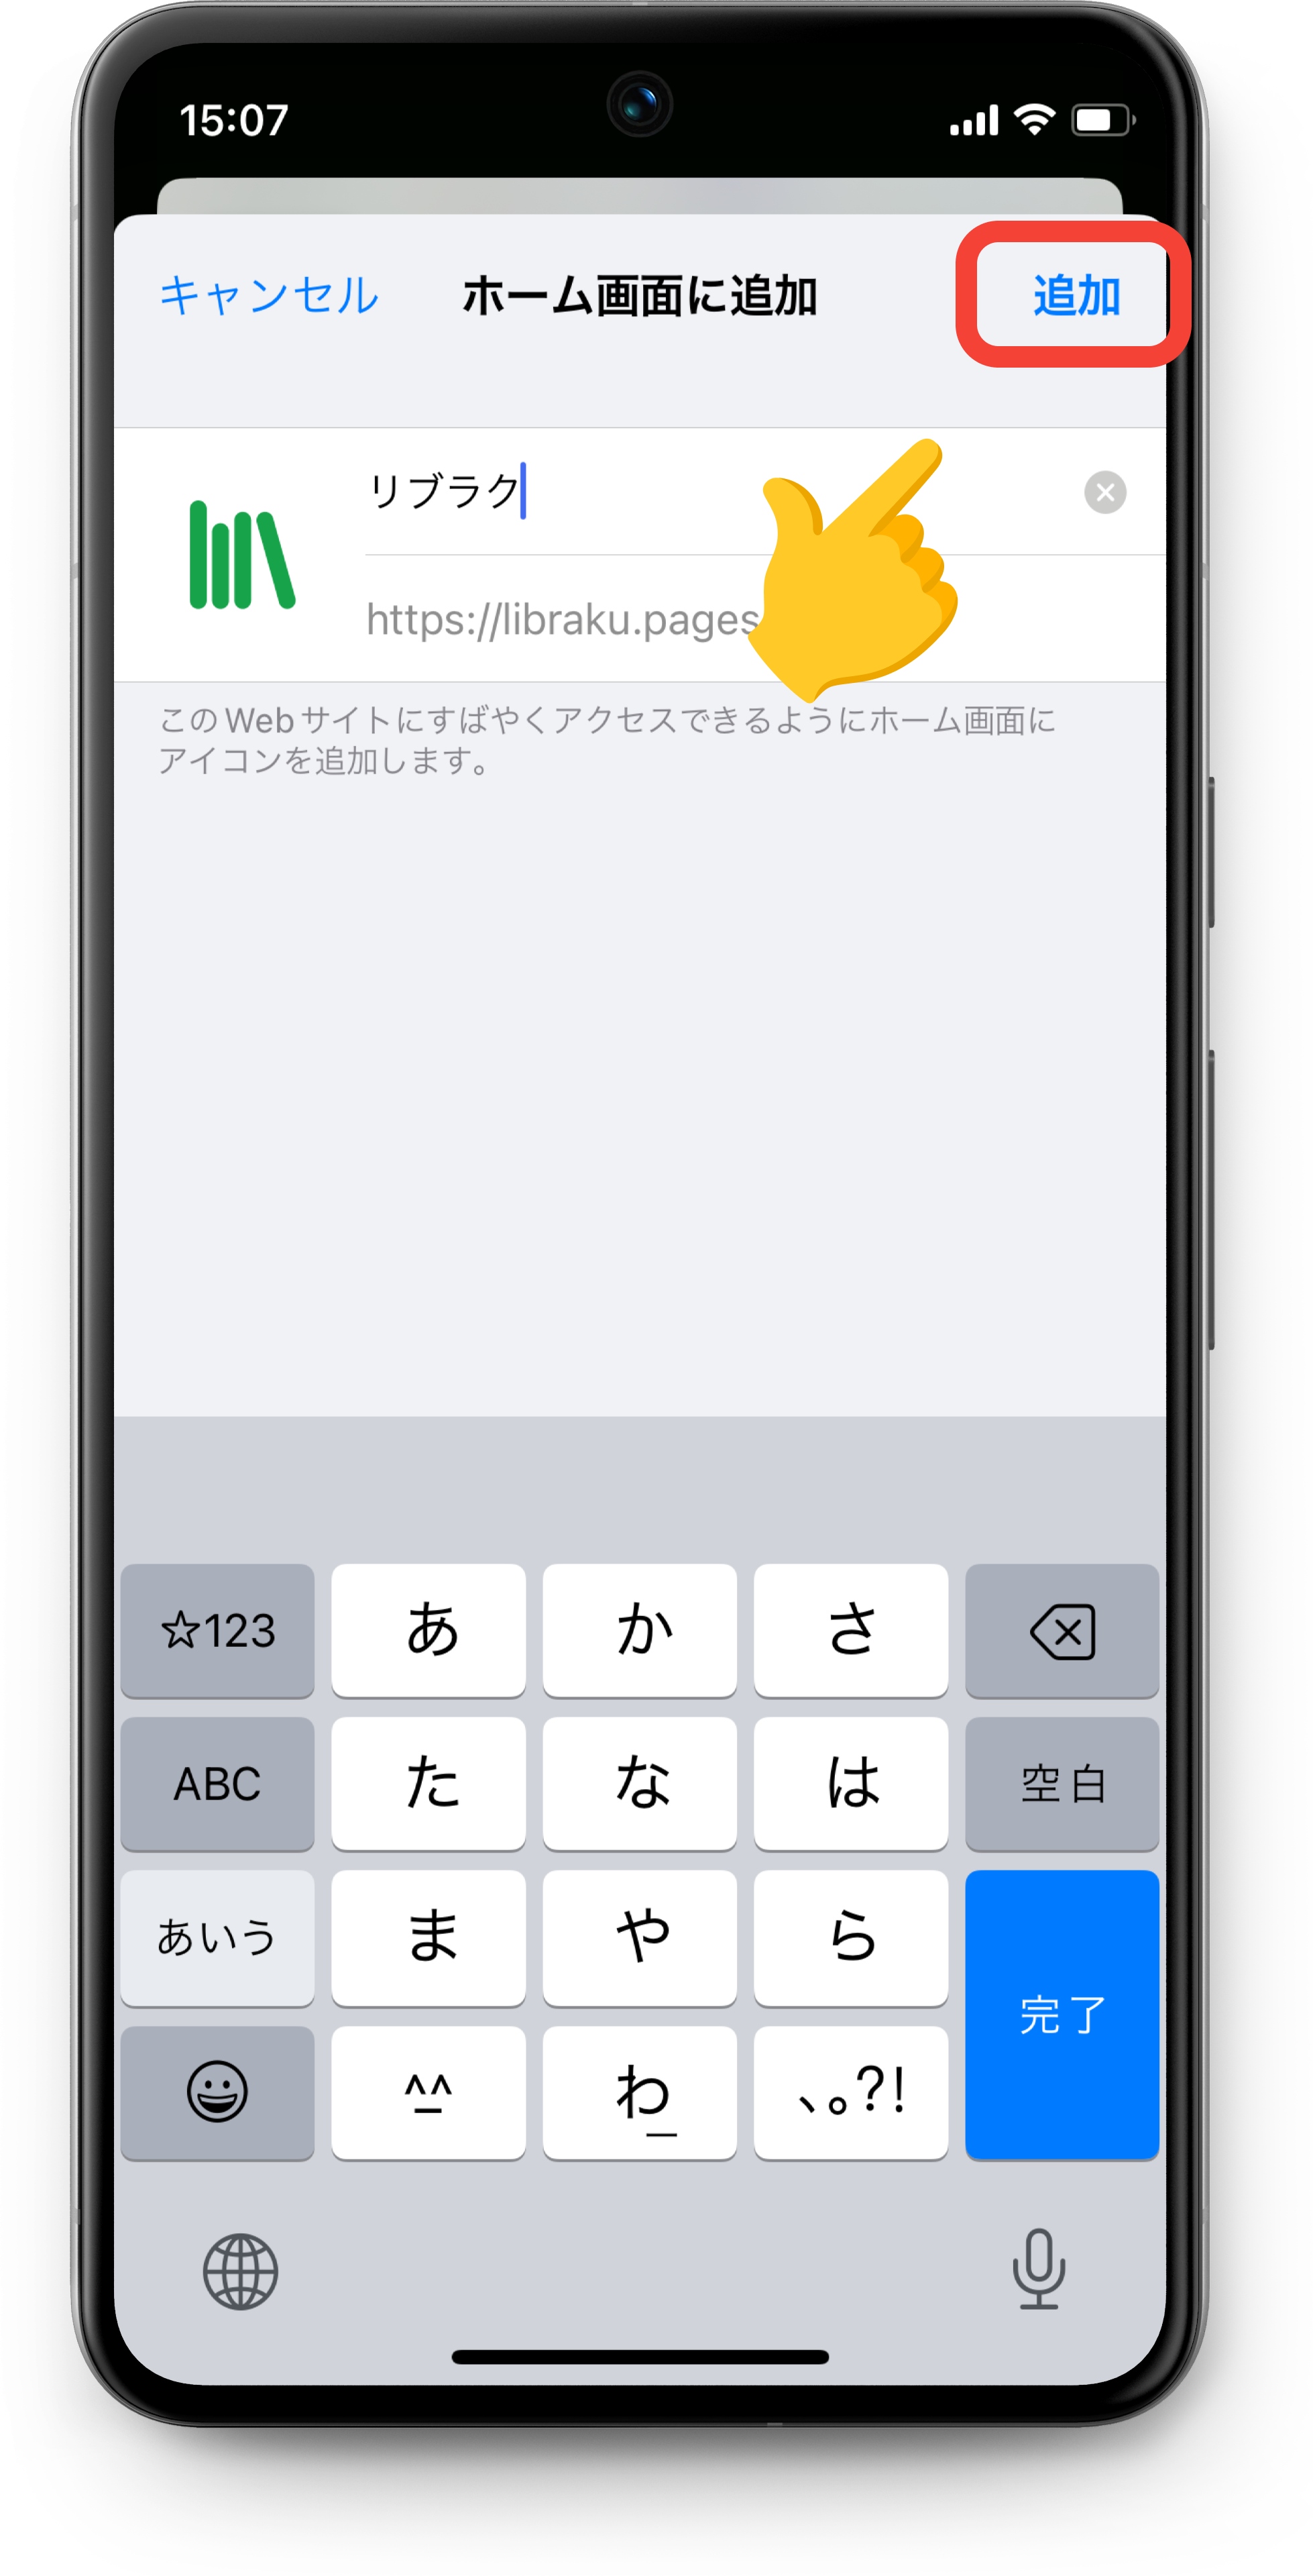 15:07
キャンセル ホーム画面に追加 追加
リブラク
https://libraku.pages
このWebサイトにすばやくアクセスできるようにホーム画面に
アイコンを追加します。
☆123 あ か さ
ABC た な は 空白
あいう ま や ら 完了
^_^ わ_ 、。?!